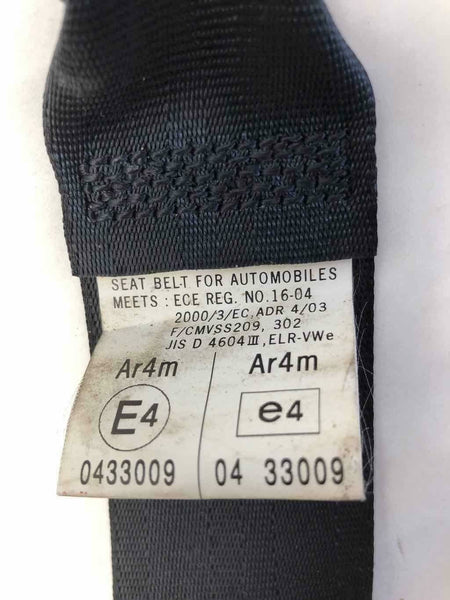 SEAT BELT FOR AUTOMOBILES
MEETS : ECE REG. NO.16-04
2000/3/EC, ADR 4/03
F/CMVSS209, 302
JIS D 4604Ⅲ, ELR-VWe
Ar4m
E4
0433009
Ar4m
e4
04 33009